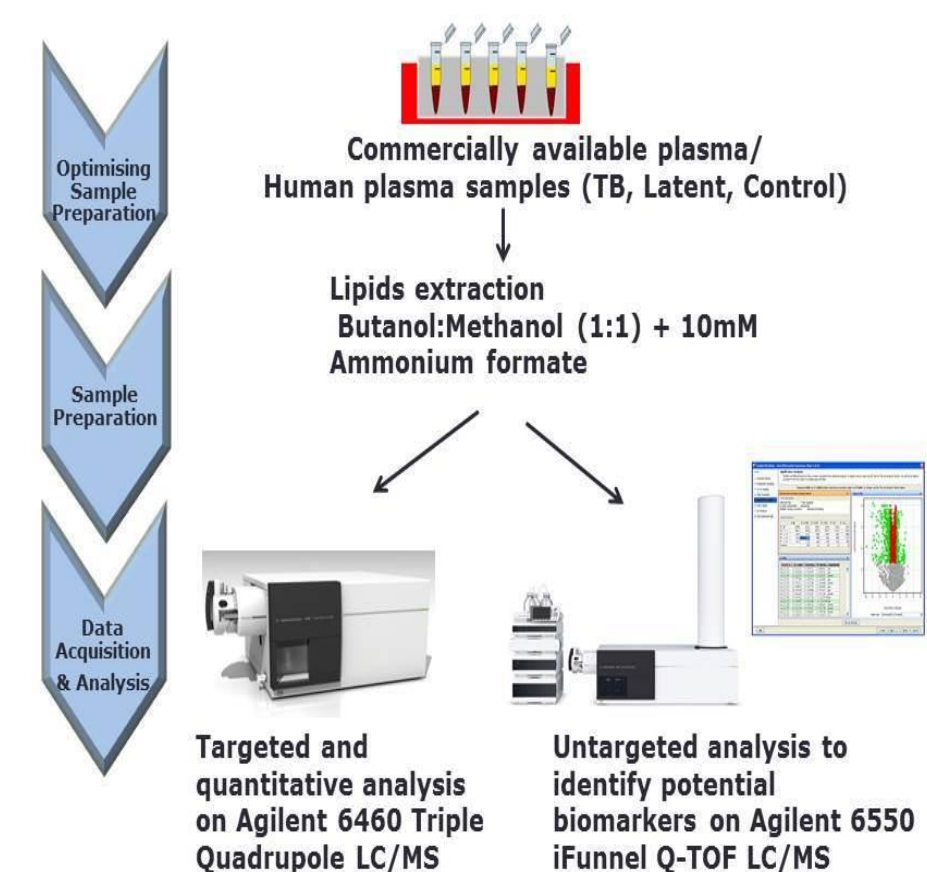 Optimising
Sample
Preparation
Commercially available plasma/
Human plasma samples (TB, Latent, Control)
Lipids extraction
Butanol:Methanol (1:1) + 10mM
Ammonium formate
Sample
Preparation
Data
Acquisition
& Analysis
Targeted and
quantitative analysis
on Agilent 6460 Triple
Quadrupole LC/MS
Untargeted analysis to
identify potential
biomarkers on Agilent 6550
iFunnel Q-TOF LC/MS